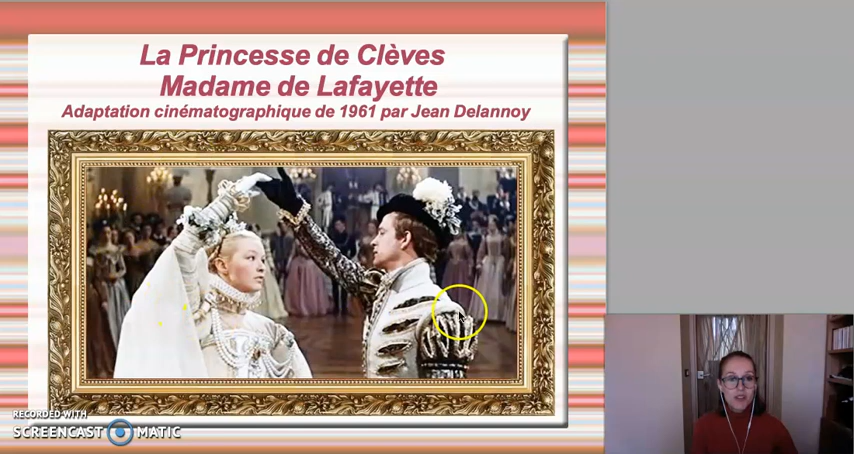 La Princesse de Clèves
Madame de Lafayette
Adaptation cinématographique de 1961 par Jean Delannoy
RECORDED WITH
SCREENCAST MATIC